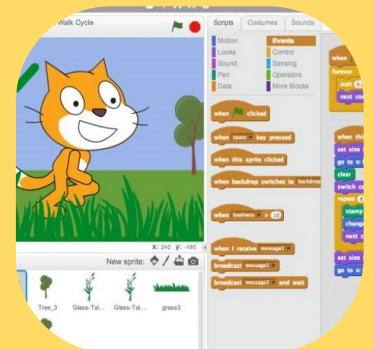 Walk Cycle
Scripts Costumes Sounds
Motion Events
Looks Control
Sound Sensing
Pen Operators
Data More Blocks
when clicked
when space key pressed
when this sprite clicked
when backdrop switches to backdrop
when loudness > 10
when I receive message1
broadcast message1
broadcast message1 and wait
when
forever
wait 0.
next co
when this
set size
go to x:
clear
switch co
repeat
stamp
change
next c
set size
go to x:
x: 240 y: -180
New sprite:
Tree_3 Glass-Tal... Glass-Tal... grass3